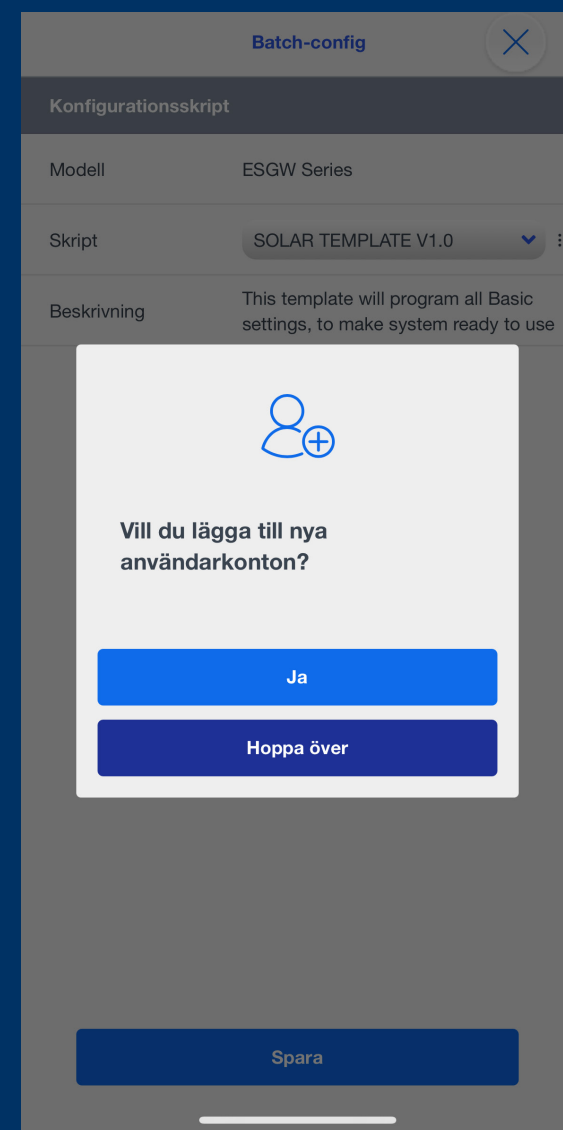 Batch-config
Konfigurationsskript
Modell ESGW Series
Skript SOLAR TEMPLATE V1.0
Beskrivning This template will program all Basic
settings, to make system ready to use
Vill du lägga till nya
användarkonton?
Ja
Hoppa över
Spara